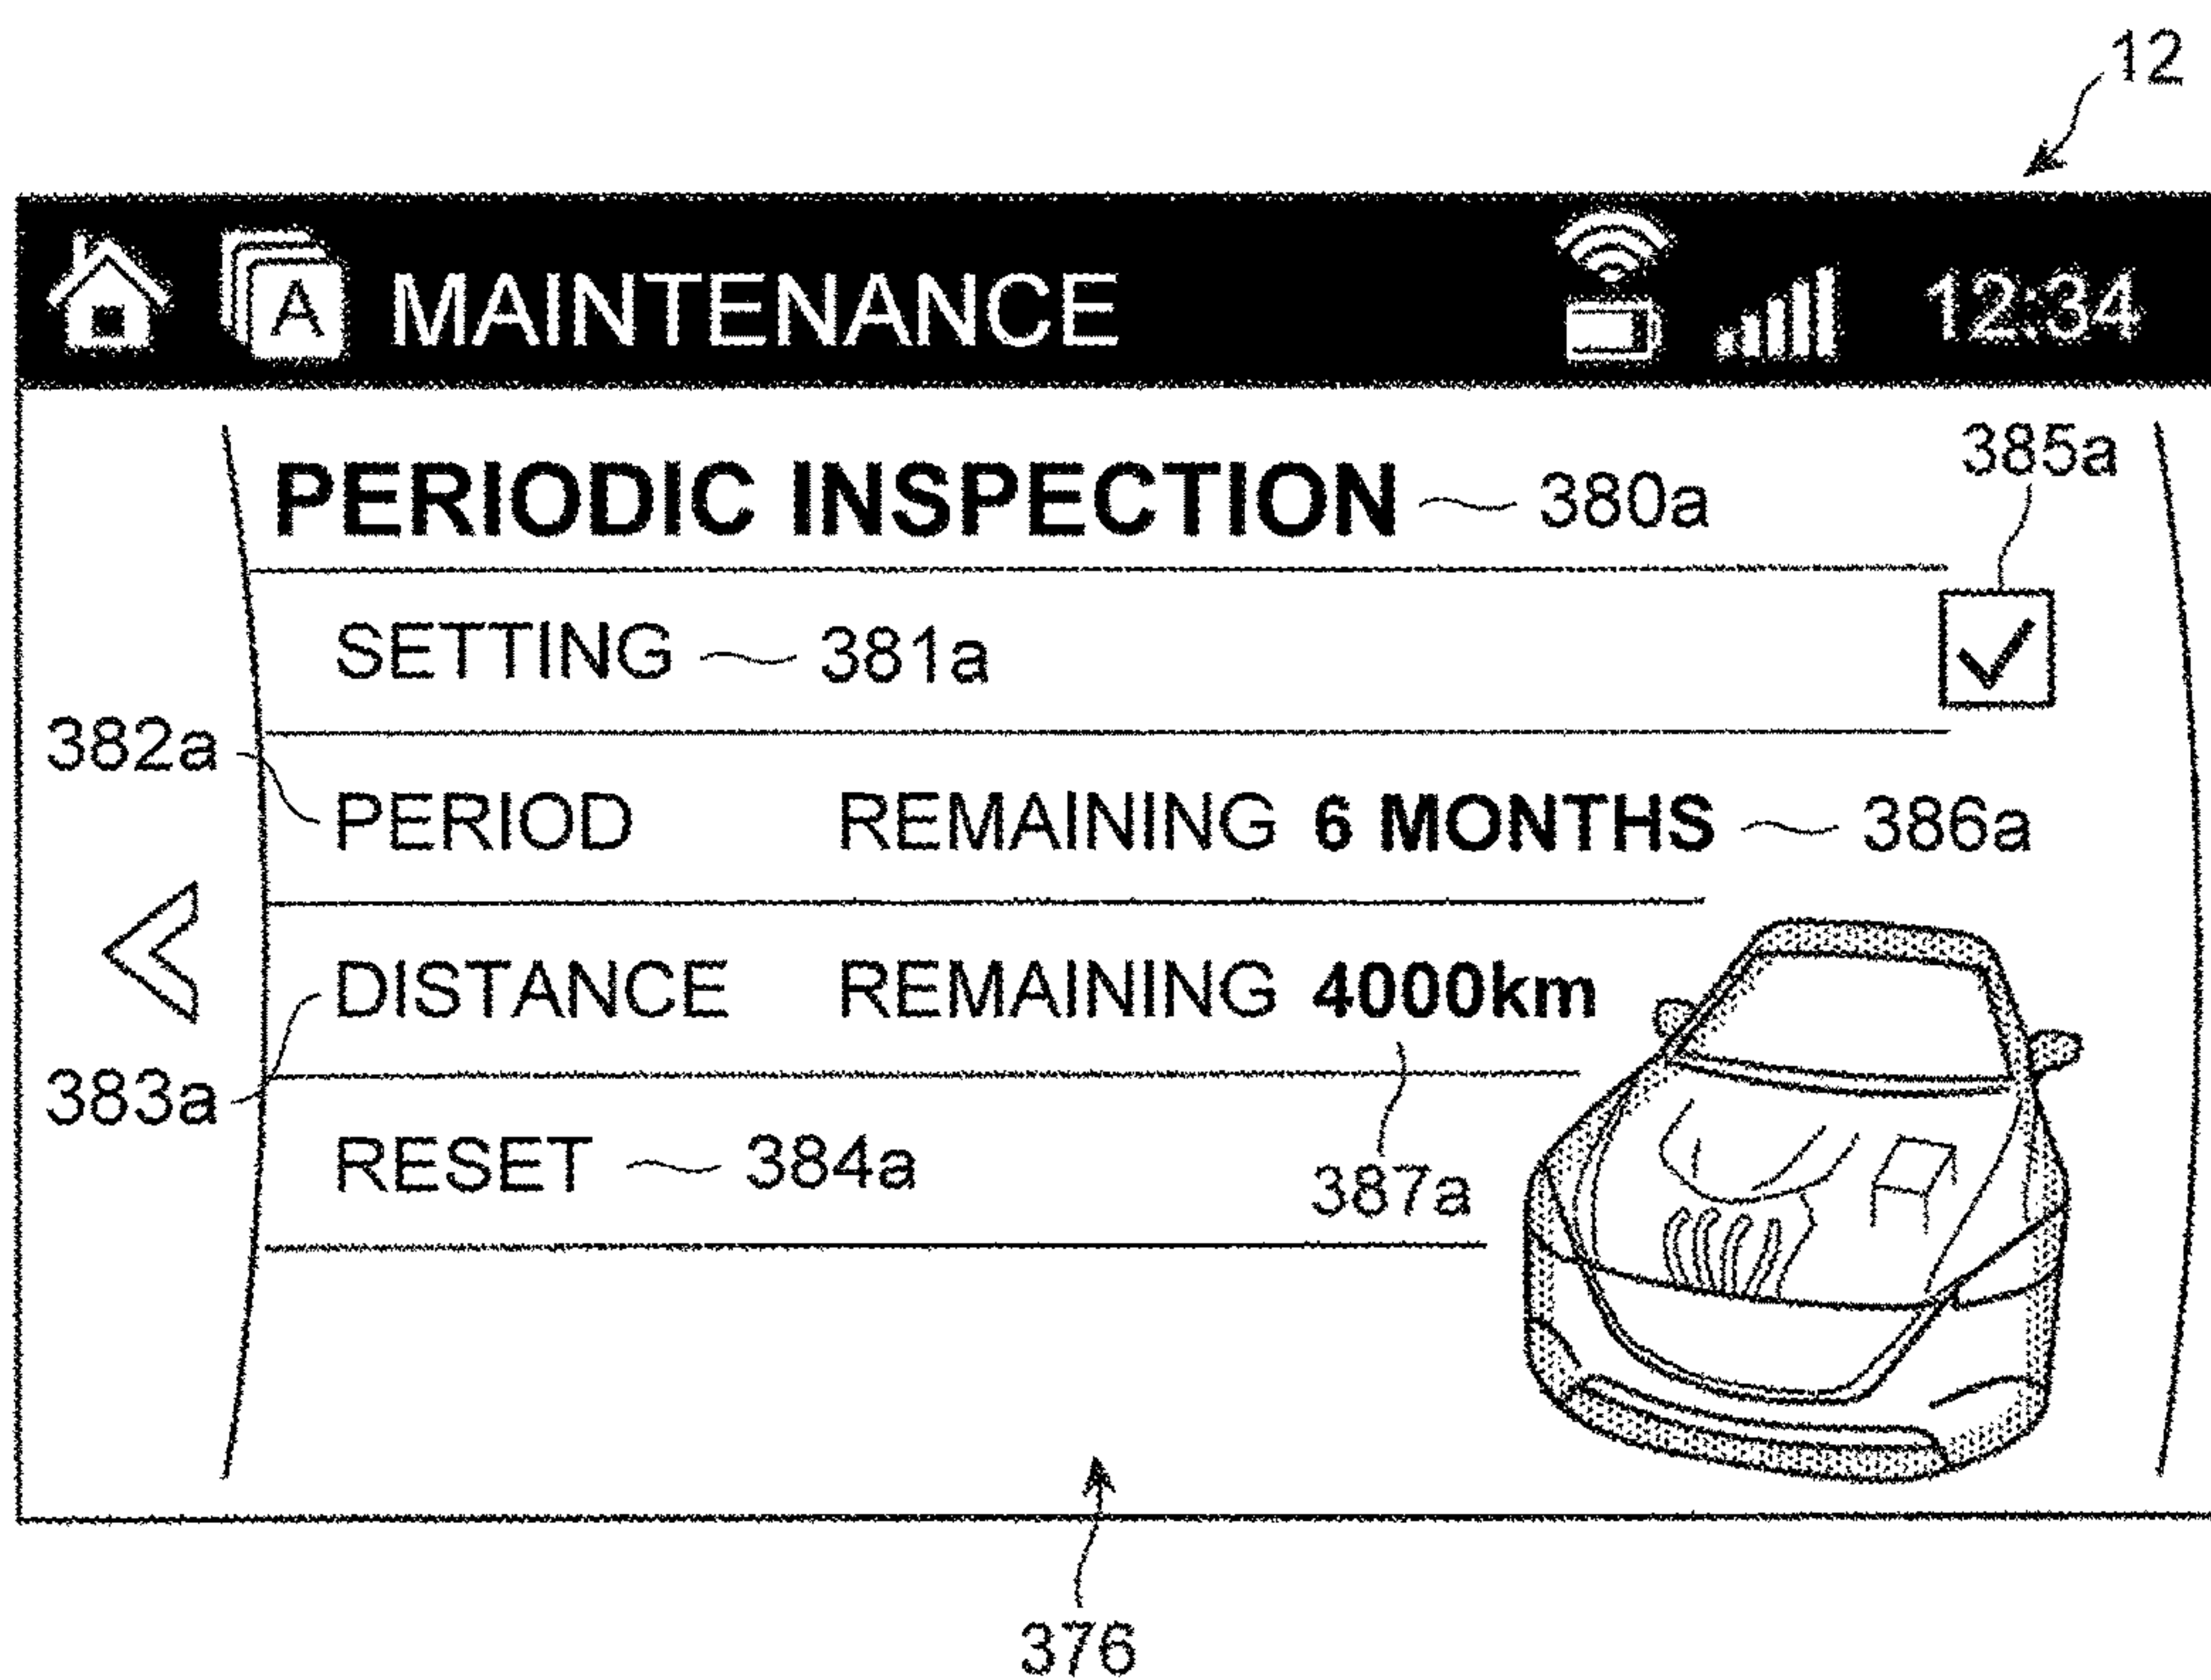 12
A MAINTENANCE 12:34
385a
PERIODIC INSPECTION 380a
SETTING 381a
382a
PERIOD REMAINING 6 MONTHS 386a
DISTANCE REMAINING 4000km
383a
RESET 384a
387a
376